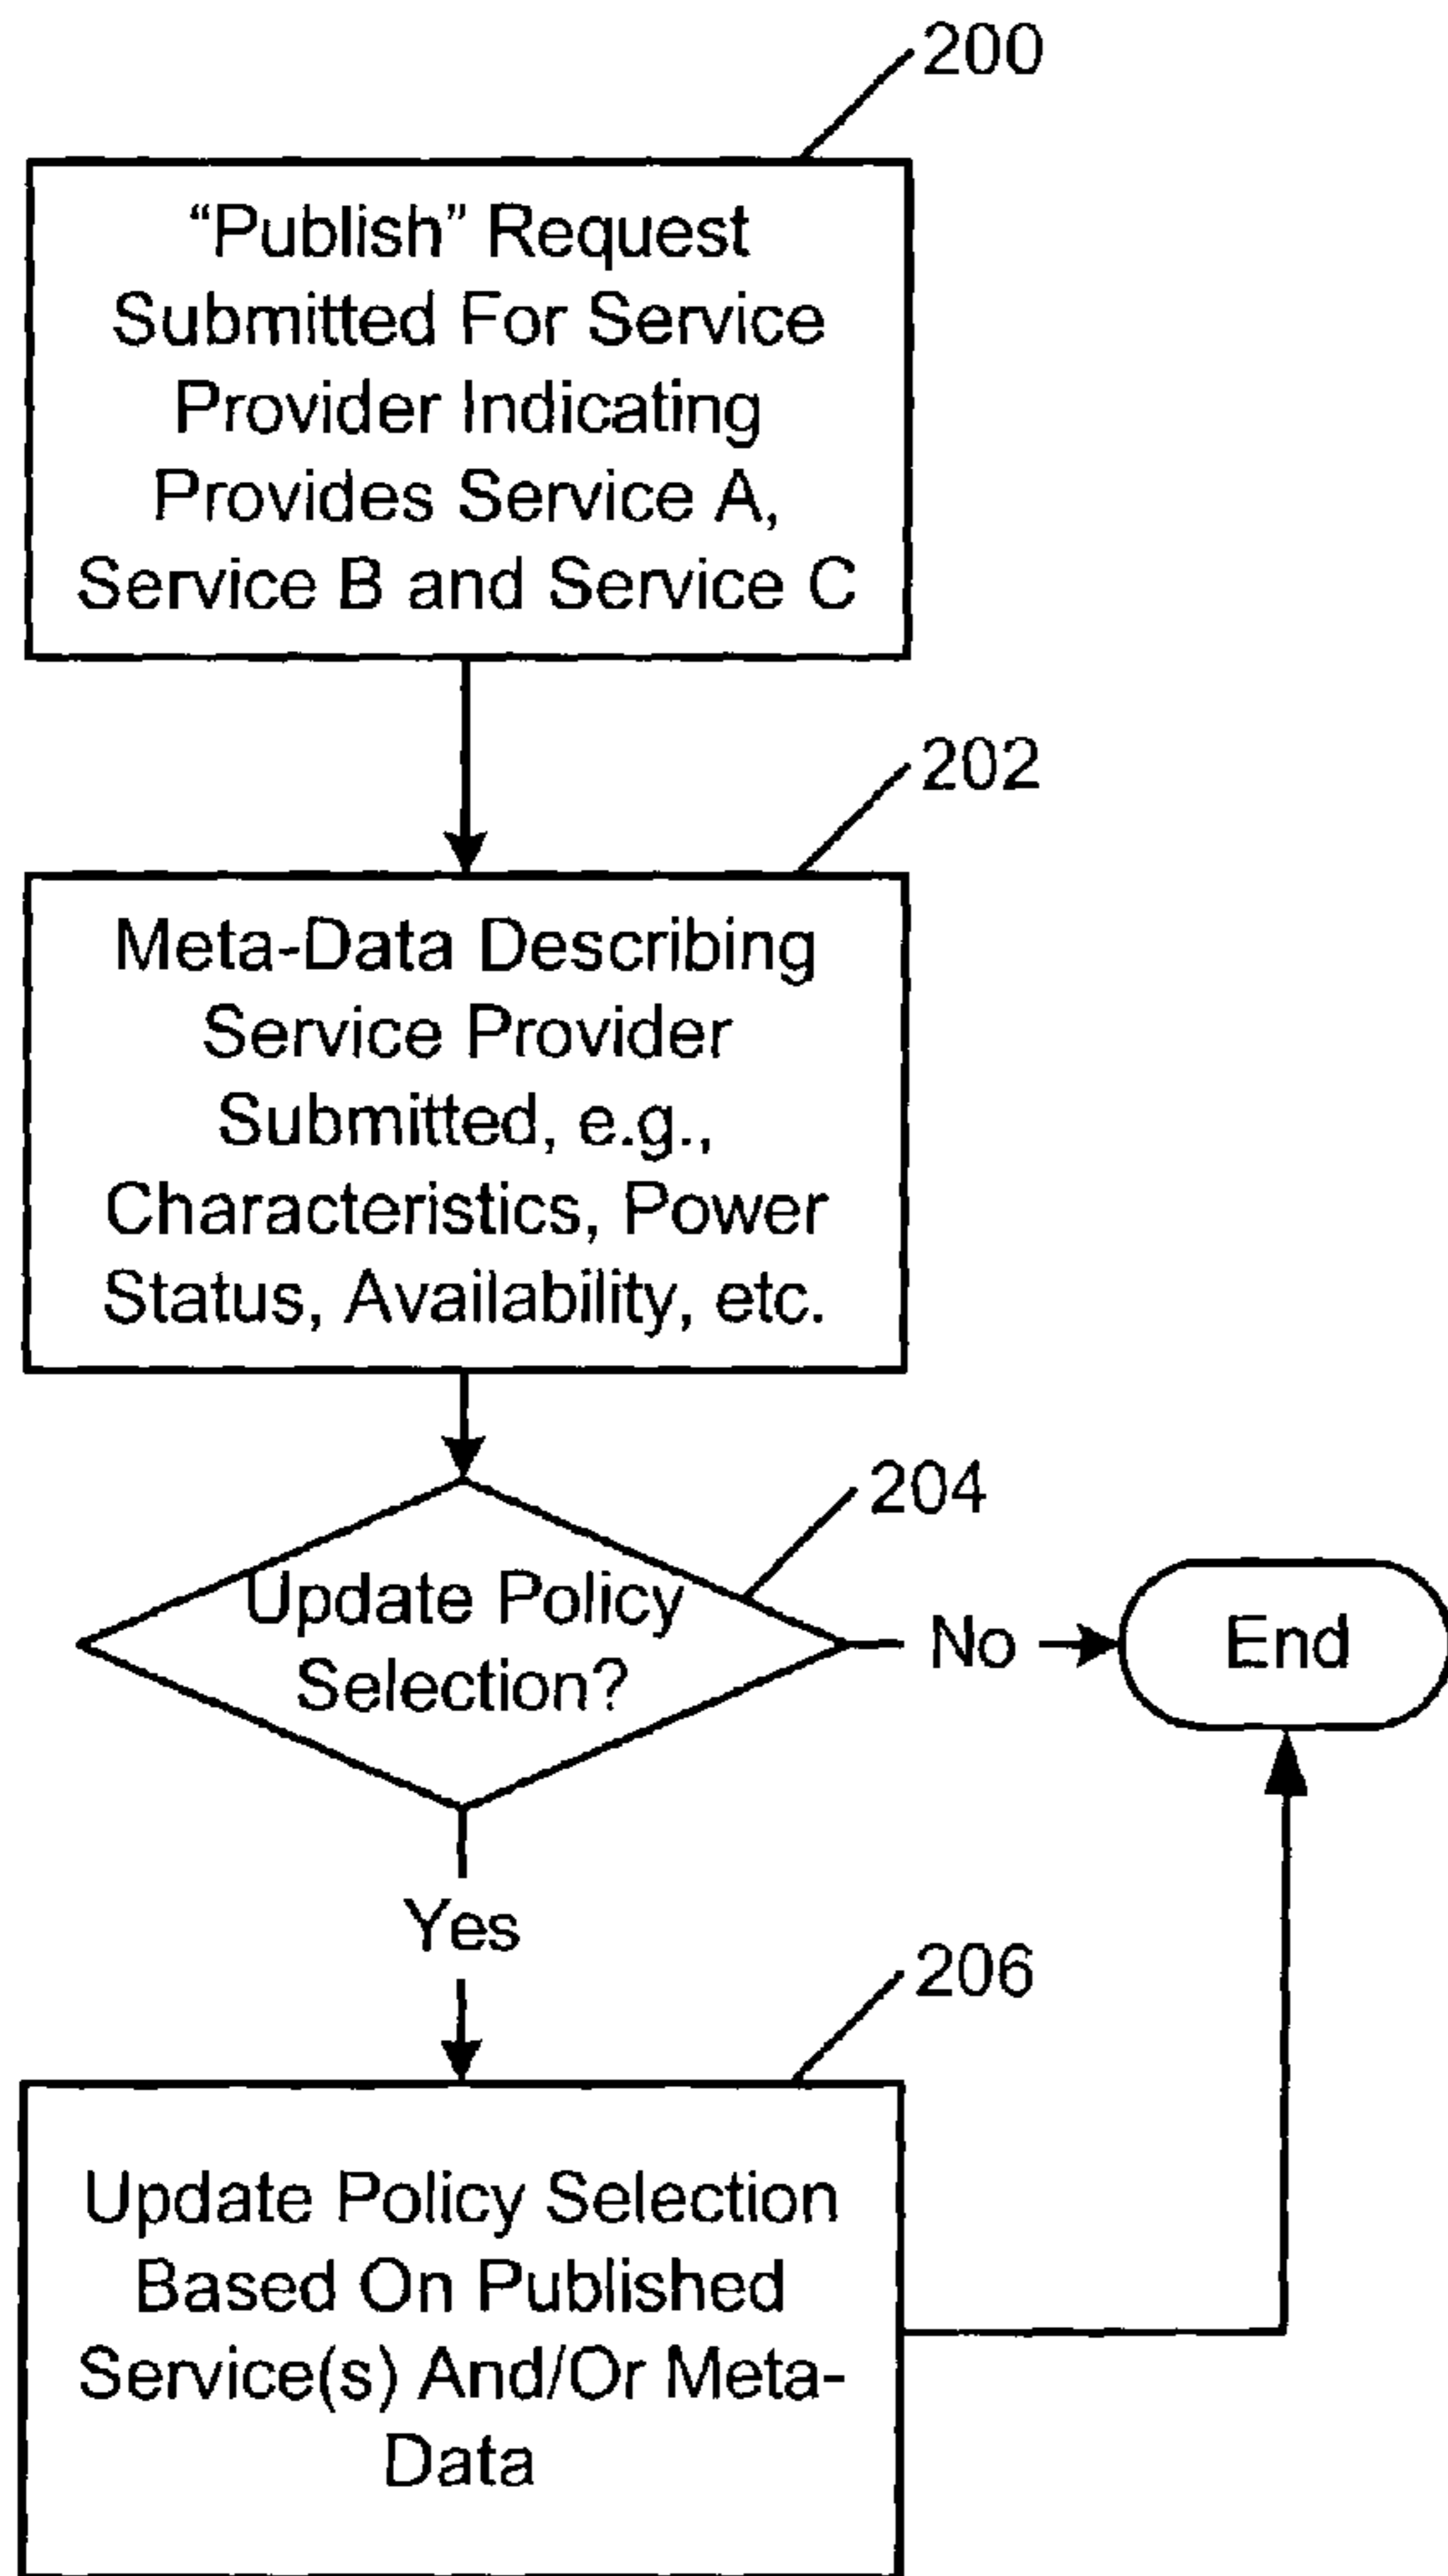 200
“Publish” Request
Submitted For Service
Provider Indicating
Provides Service A,
Service B and Service C
202
Meta-Data Describing
Service Provider
Submitted, e.g.,
Characteristics, Power
Status, Availability, etc.
204
Update Policy
Selection?
No
End
Yes
206
Update Policy Selection
Based On Published
Service(s) And/Or Meta-
Data